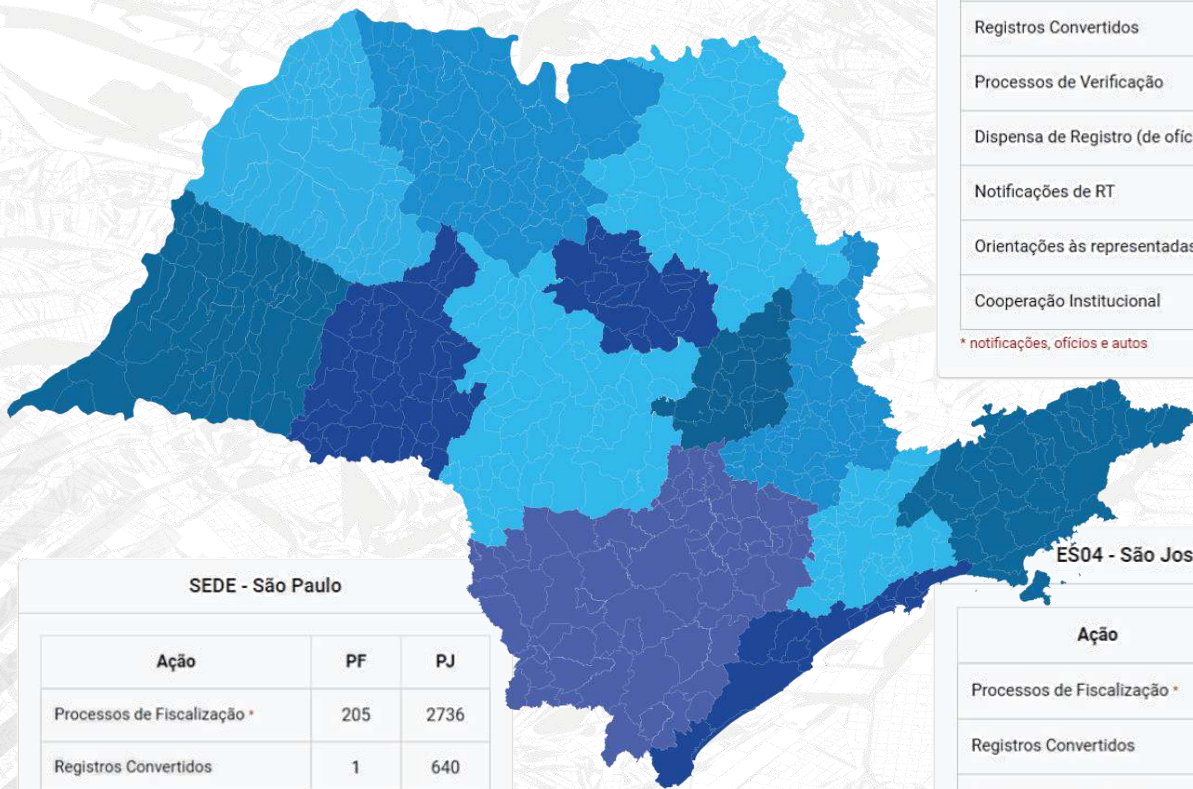 Registros Convertidos
Processos de Verificação
Dispensa de Registro (de ofíc
Notificações de RT
Orientações às representadas
Cooperação Institucional
* notificações, ofícios e autos
SEDE - São Paulo
Ação PF PJ
Processos de Fiscalização * 205 2736
Registros Convertidos 1 640
ES04 - São Jos
Ação
Processos de Fiscalização *
Registros Convertidos